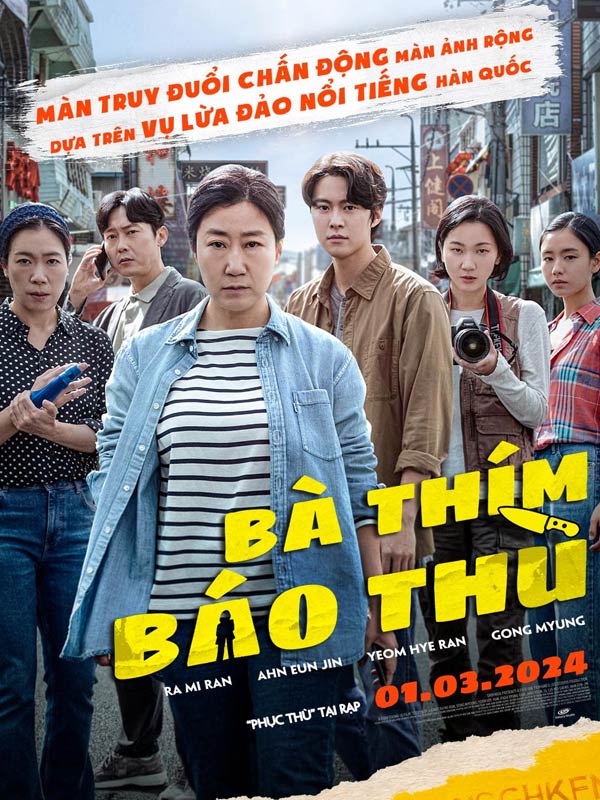 MÀN TRUY ĐUỔI CHẤN ĐỘNG MÀN ẢNH RỘNG
DỰA TRÊN VỤ LỪA ĐẢO NỔI TIẾNG HÀN QUỐC
BÀ THÍM
BÁO THÙ
RA MI RAN AHN EUN JIN YEOM HYE RAN GONG MYUNG
"PHỤC THÙ" TẠI RẠP 01.03.2024